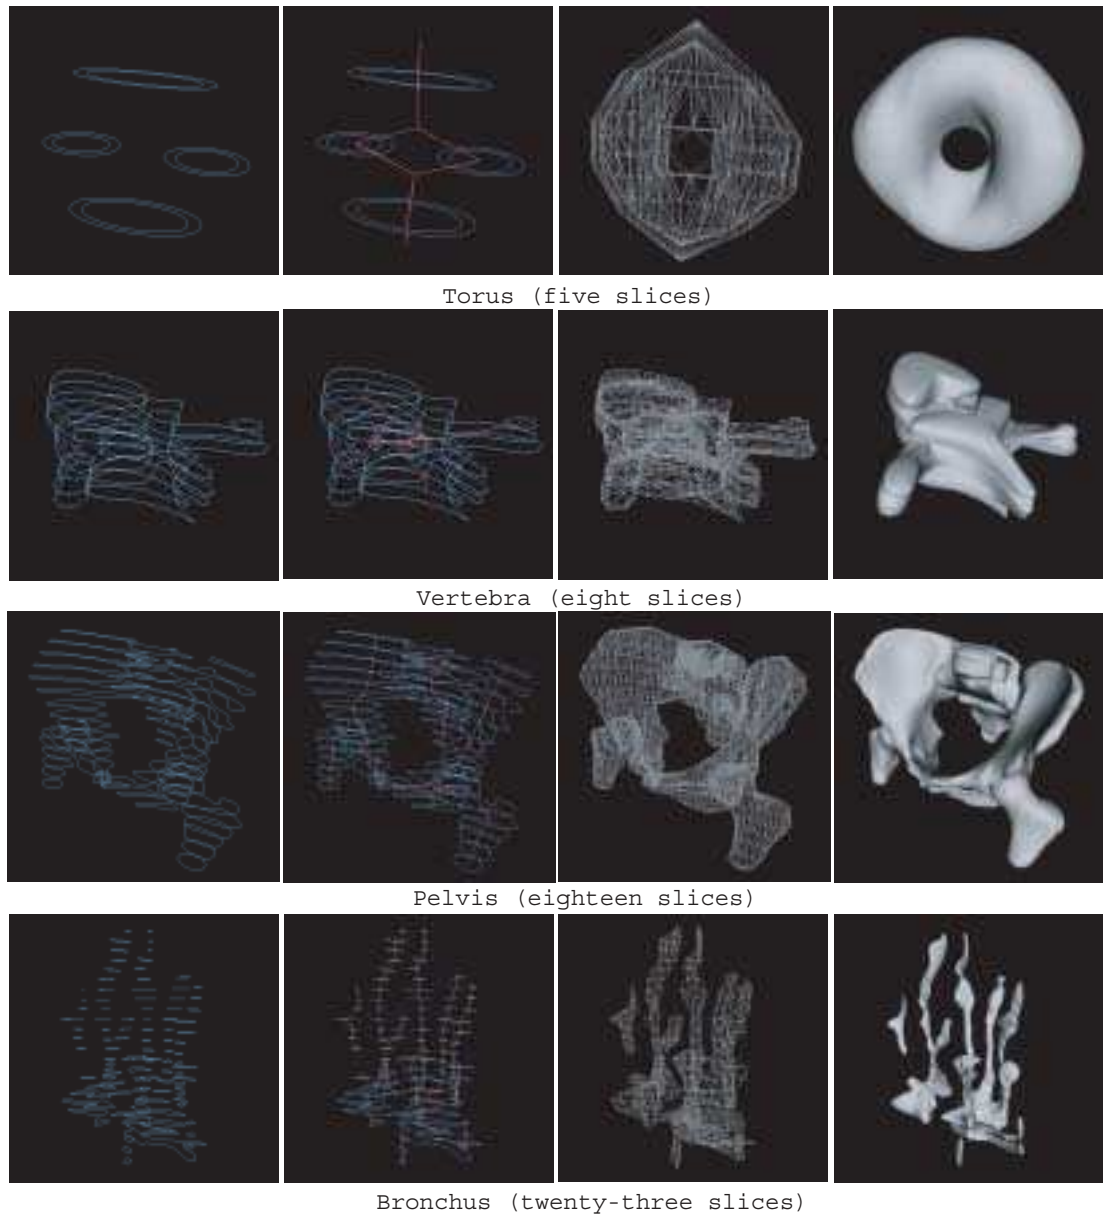 Torus (five slices)
Vertebra (eight slices)
Pelvis (eighteen slices)
Bronchus (twenty-three slices)